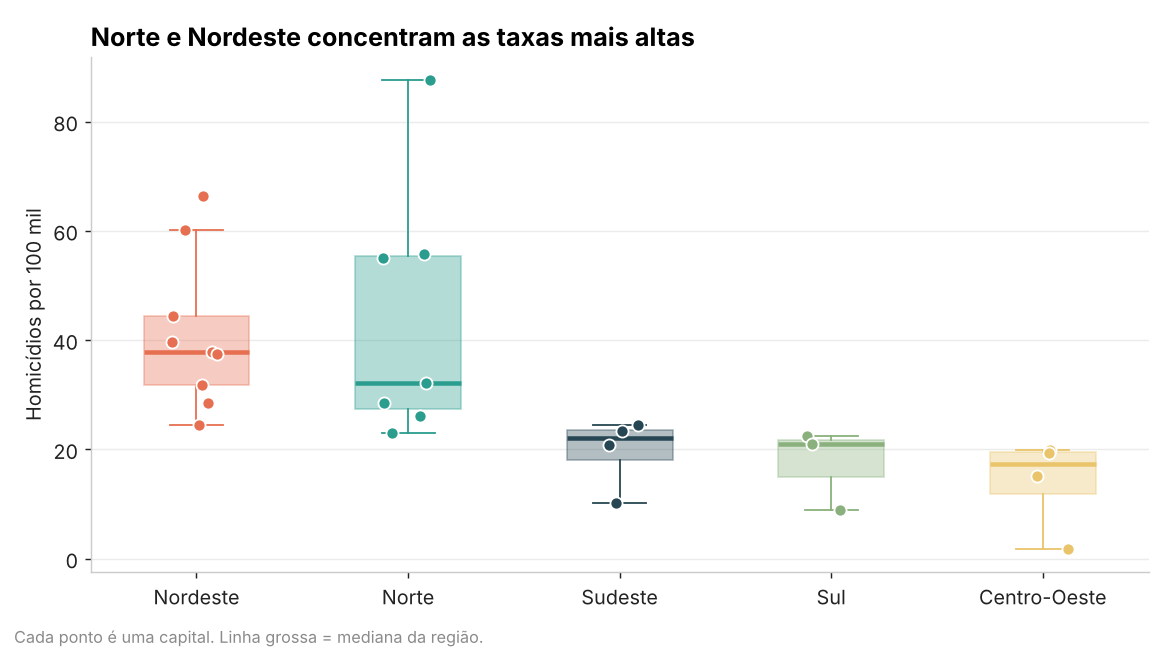 Norte e Nordeste concentram as taxas mais altas
Homicídios por 100 mil
80
60
40
20
0
Nordeste
Norte
Sudeste
Sul
Centro-Oeste
Cada ponto é uma capital. Linha grossa = mediana da região.